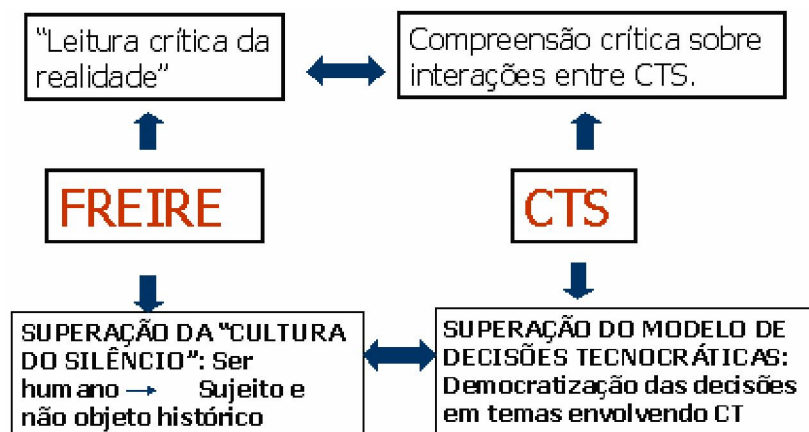 “Leitura crítica da
realidade”
Compreensão crítica sobre
interações entre CTS.
FREIRE
CTS
SUPERAÇÃO DA “CULTURA
DO SILÊNCIO”: Ser
humano → Sujeito e
não objeto histórico
SUPERAÇÃO DO MODELO DE
DECISÕES TECNOCRÁTICAS:
Democratização das decisões
em temas envolvendo CT